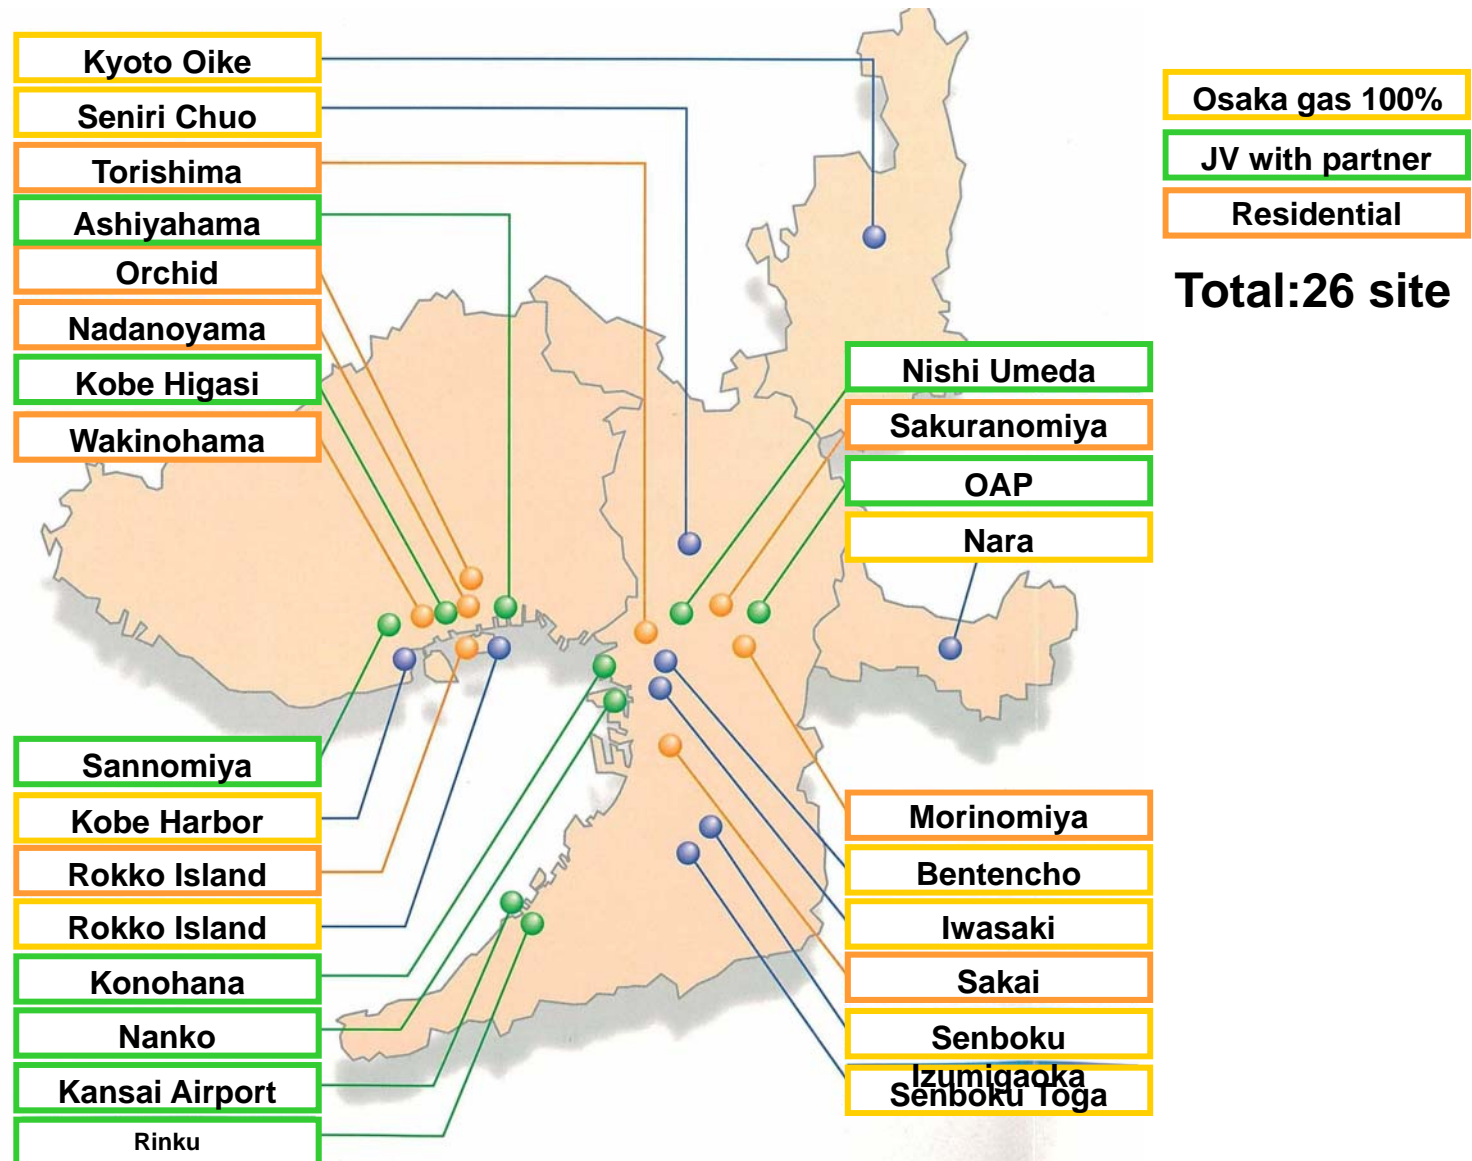 Kyoto Oike
Seniri Chuo
Torishima
Ashiyahama
Orchid
Nadanoyama
Kobe Higasi
Wakinohama
Sannomiya
Kobe Harbor
Rokko Island
Rokko Island
Konohana
Nanko
Kansai Airport
Rinku
Osaka gas 100%
JV with partner
Residential
Total:26 site
Nishi Umeda
Sakuranomiya
OAP
Nara
Morinomiya
Bentencho
Iwasaki
Sakai
Senboku
Izumigaoka
Senboku Toga